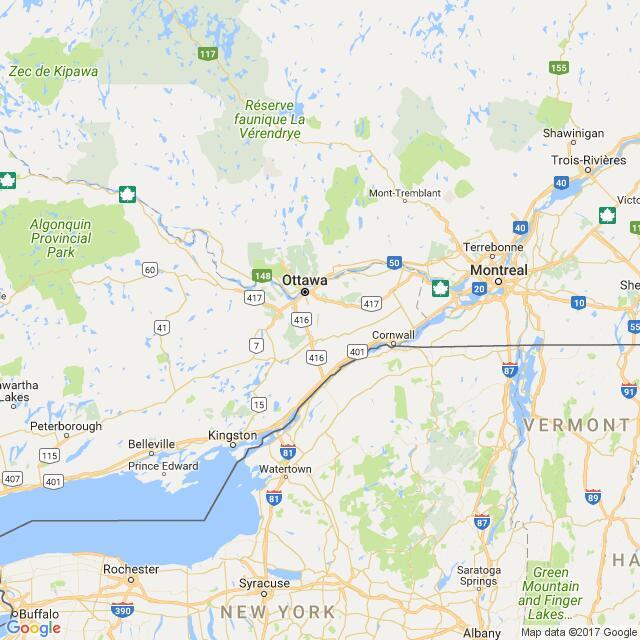 117
155
Zec de Kipawa
Réserve
faunique La
Vérendrye
Shawinigan
Trois-Rivières
40
Mont-Tremblant
Victo
Algonquin
Provincial
Park
40
Terrebonne
60
148
Ottawa
50
Montreal
417
417
20
10
She
41
416
55
7
416
401
Cornwall
87
awartha
Lakes
15
91
Peterborough
Belleville
Kingston
VERMONT
115
Prince Edward
81
Watertown
407
401
81
89
87
Rochester
Saratoga
Springs
HA
Green
Mountain
and Finger
Lakes...
Syracuse
390
NEW YORK
Buffalo
Google
Albany
Map data ©2017 Google